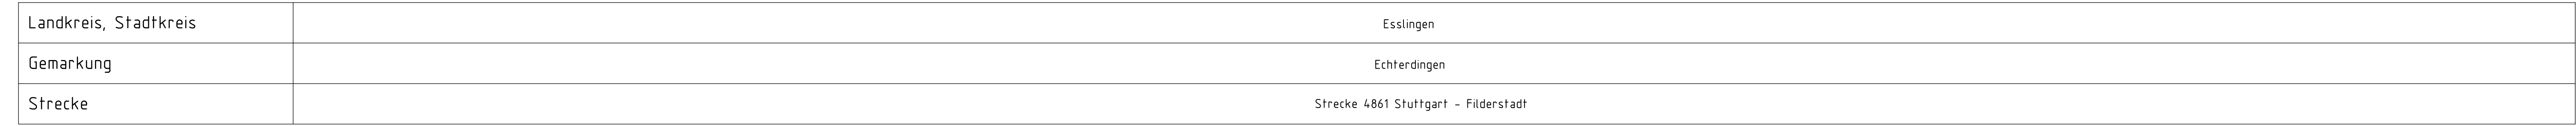 Landkreis, Stadtkreis Esslingen
Gemarkung Echterdingen
Strecke Strecke 4861 Stuttgart - Filderstadt